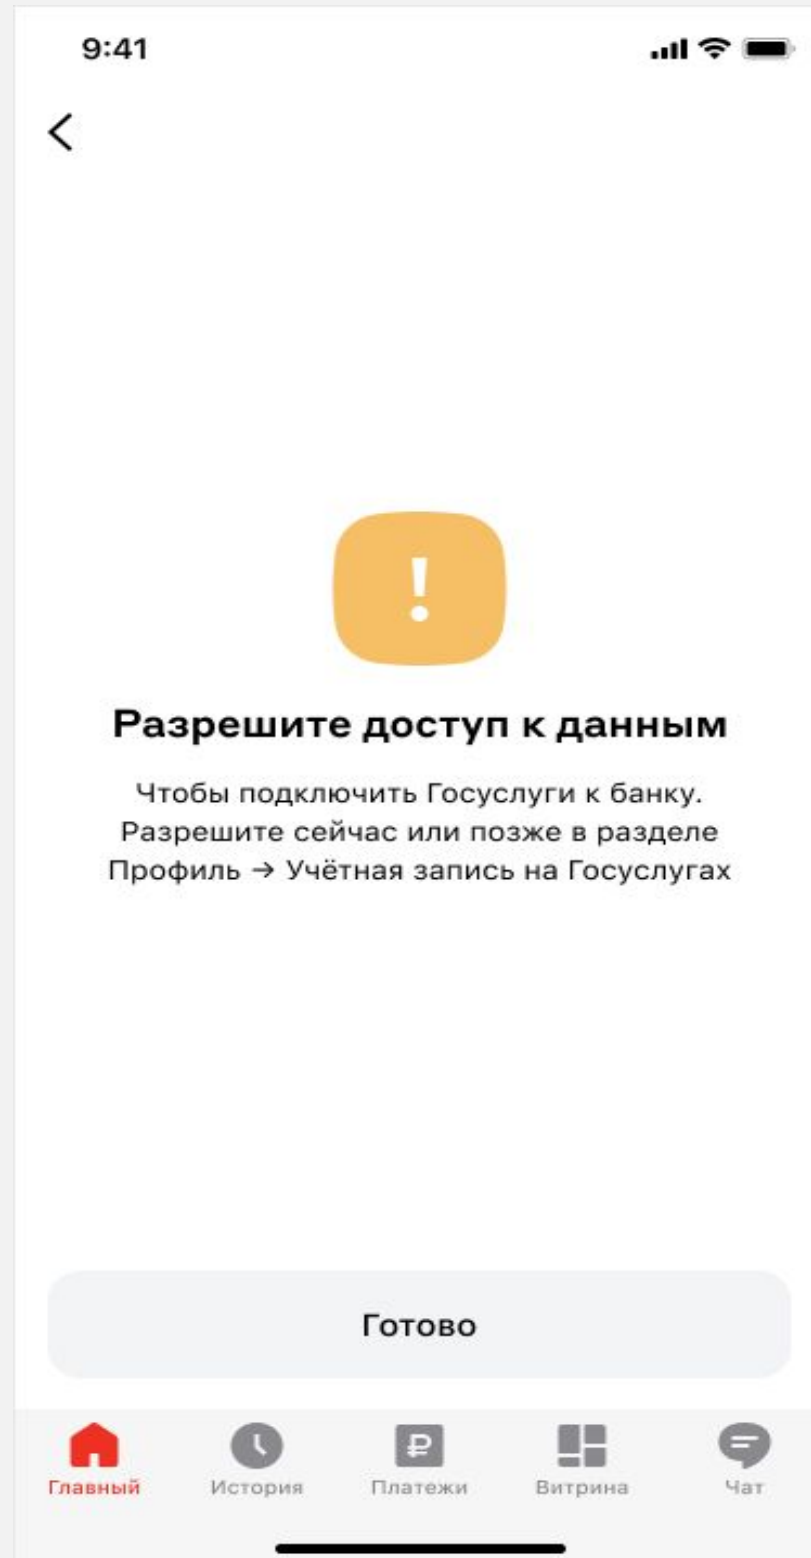 9:41
!
Разрешите доступ к данным
Чтобы подключить Госуслуги к банку.
Разрешите сейчас или позже в разделе
Профиль → Учётная запись на Госуслугах
Готово
Главный История Платежи Витрина Чат